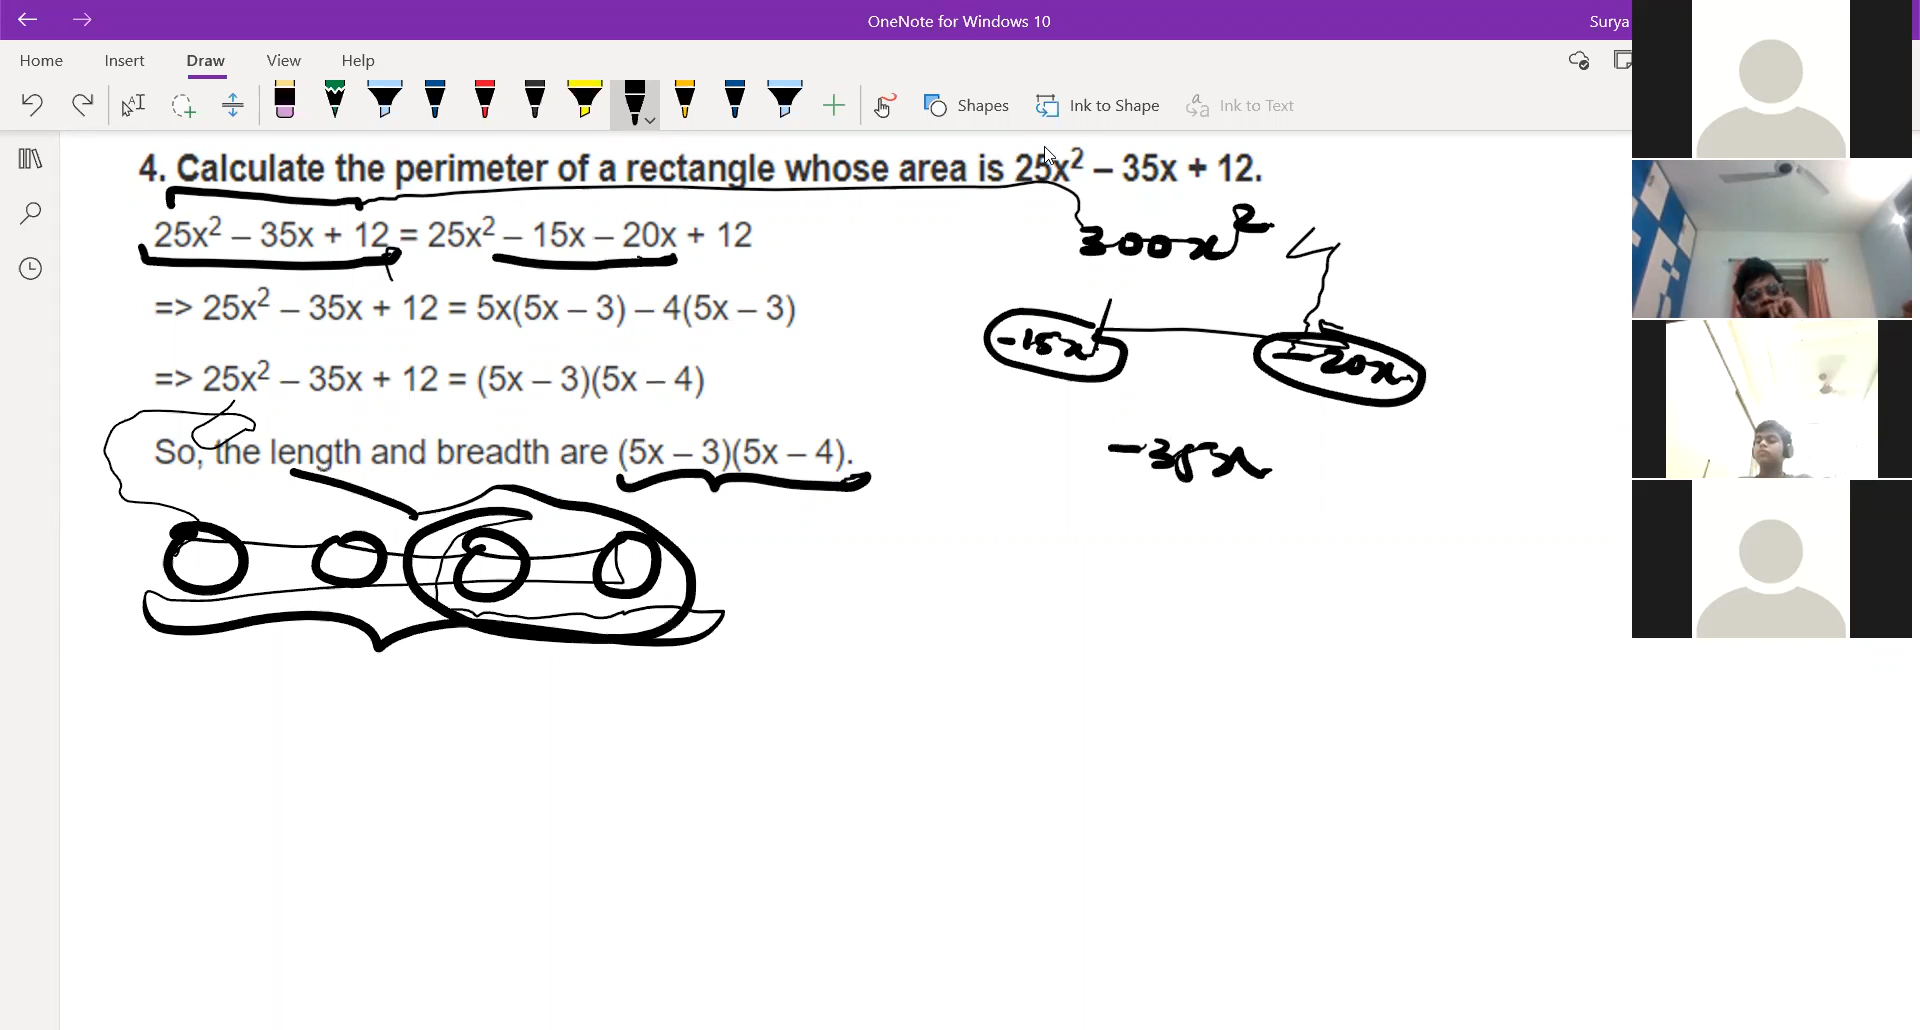 OneNote for Windows 10
Surya
Home Insert Draw View Help
Shapes Ink to Shape Ink to Text
4. Calculate the perimeter of a rectangle whose area is 25x² – 35x + 12.
25x² – 35x + 12 = 25x² – 15x – 20x + 12
300x²
=> 25x² – 35x + 12 = 5x(5x – 3) – 4(5x – 3)
-15x
-20x
=> 25x² – 35x + 12 = (5x – 3)(5x – 4)
So, the length and breadth are (5x – 3)(5x – 4).
-35x